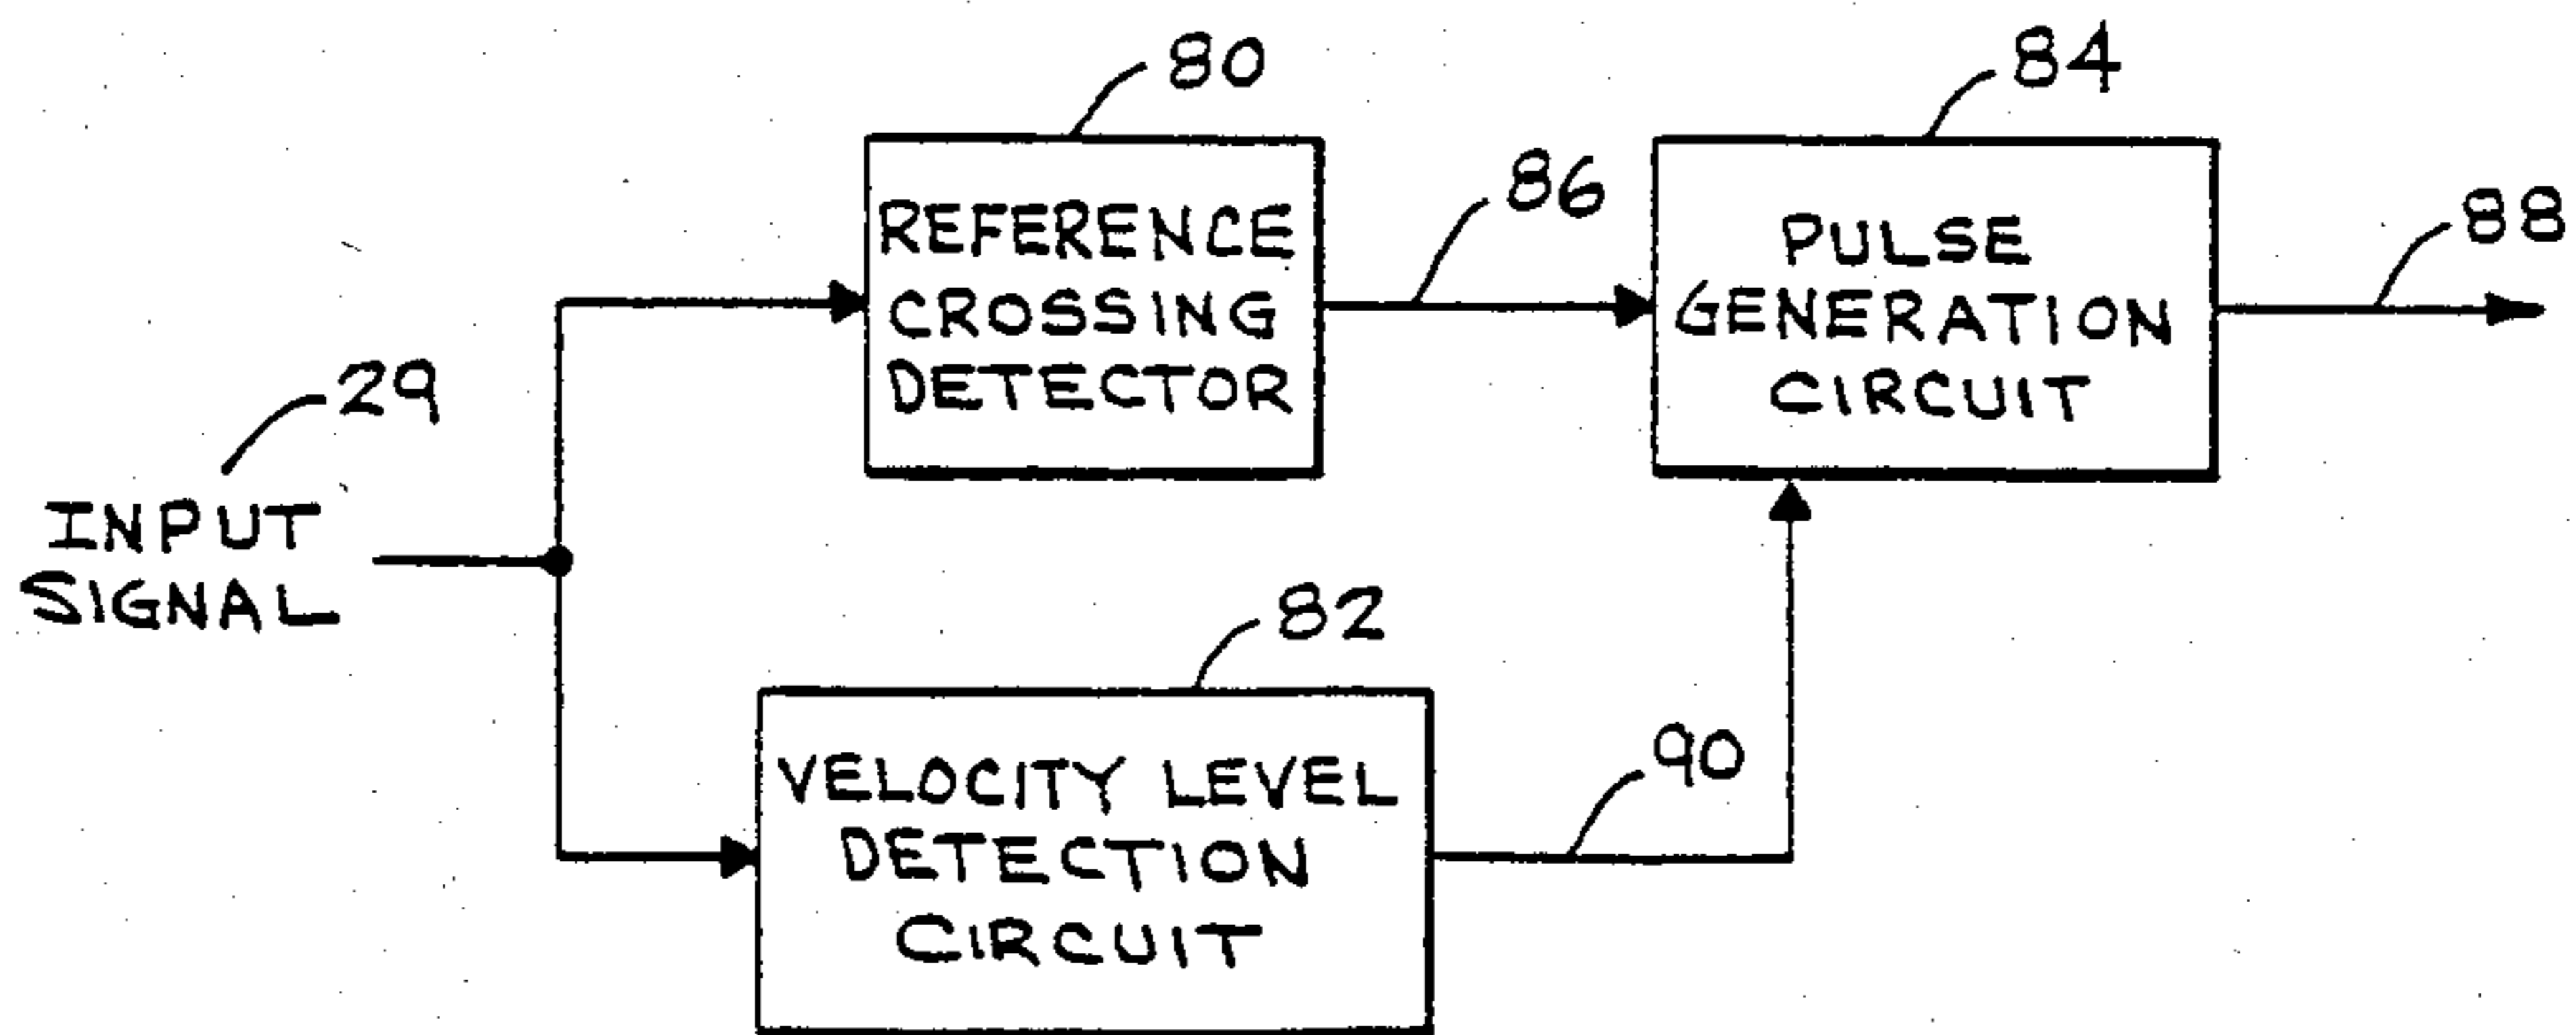 80
84
REFERENCE
CROSSING
DETECTOR
86
PULSE
GENERATION
CIRCUIT
88
29
INPUT
SIGNAL
82
VELOCITY LEVEL
DETECTION
CIRCUIT
90